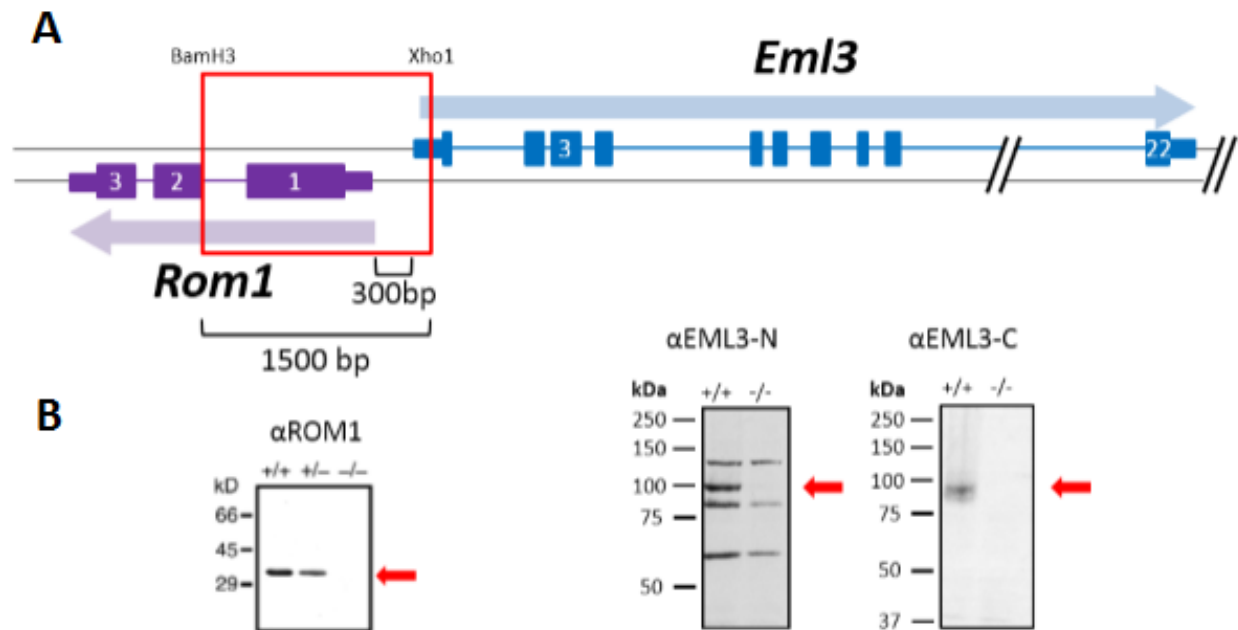 A
BamH3
Xho1
Eml3
3
22
3 2 1
Rom1
300bp
1500 bp
B
αROM1
+/+ +/– –/–
kD
66
45
29
αEML3-N
kDa +/+ -/-
250
150
100
75
50
αEML3-C
kDa +/+ -/-
250
150
100
75
50
37